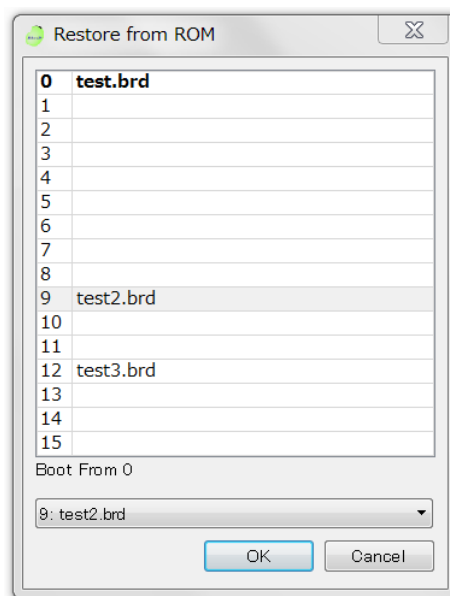 Restore from ROM
0 test.brd
1
2
3
4
5
6
7
8
9 test2.brd
10
11
12 test3.brd
13
14
15
Boot From 0
9: test2.brd
OK Cancel